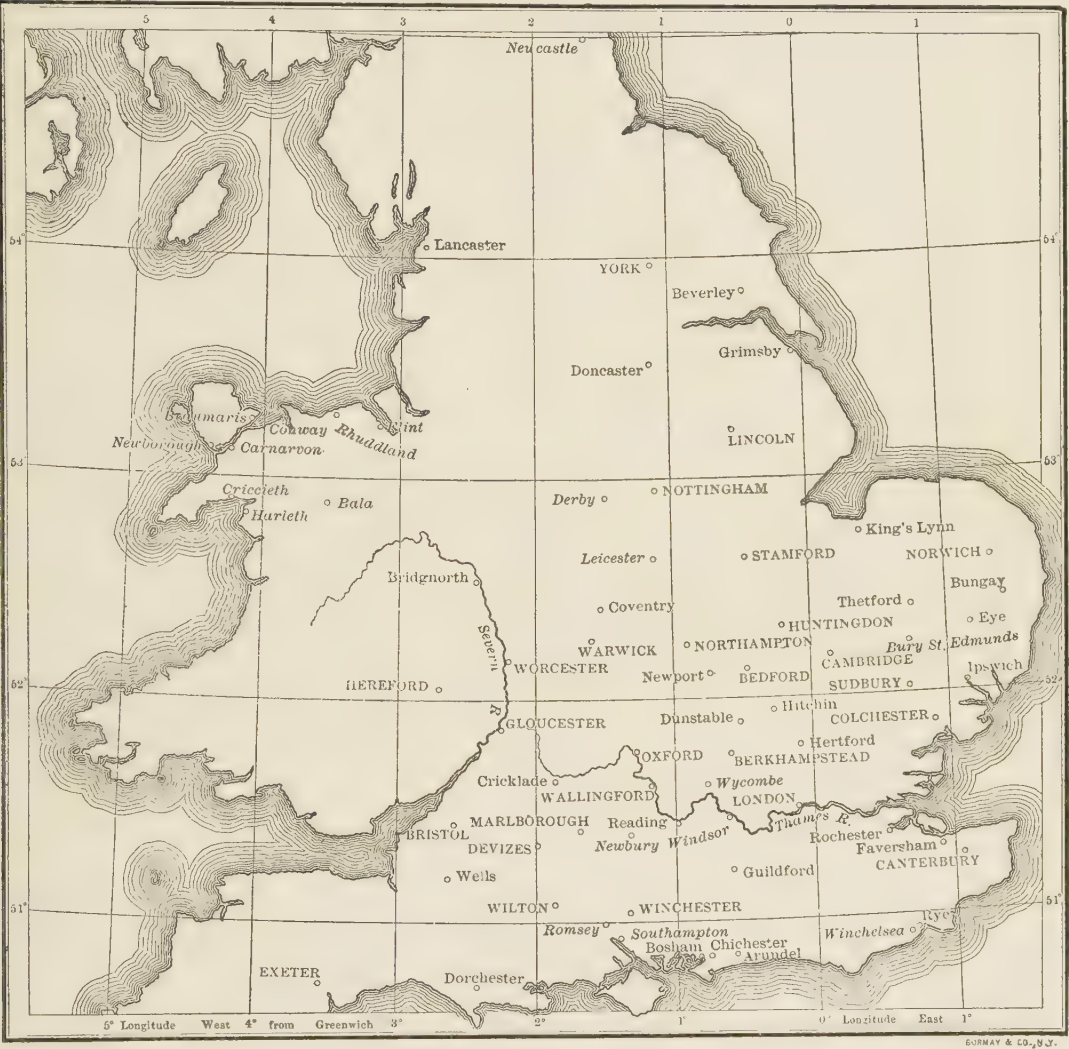 5 4 3 2 1 0 1
Newcastle
54° 54°
Lancaster
YORK
Beverley
Grimsby
Doncaster
Beaumaris
Conway Rhuddland Flint
Newborough Carnarvon
LINCOLN
53° 53°
Criccieth
Harleth
Bala
Derby
NOTTINGHAM
King's Lynn
Leicester
STAMFORD
NORWICH
Bridgnorth
Bungay
Coventry
Thetford
HUNTINGDON
Eye
Severn R.
WARWICK
NORTHAMPTON
Bury St. Edmunds
CAMBRIDGE
WORCESTER
Ipswich
Newport
BEDFORD
SUDBURY
52°
52°
HEREFORD
Hitchin
GLOUCESTER
Dunstable
COLCHESTER
Hertford
OXFORD
BERKHAMPSTEAD
Cricklade
Wycombe
WALLINGFORD
LONDON
MARLBOROUGH
Reading
Thames R.
BRISTOL
Rochester
DEVIZES
Newbury
Windsor
Faversham
CANTERBURY
Wells
Guildford
51°
WILTON
WINCHESTER
51°
Rye
Romsey
Southampton
Winchelsea
Bosham Chichester
Arundel
EXETER
Dorchester
5° Longitude West 4° from Greenwich 3° 2° 1° 0° Longitude East 1°
BORMAY & CO., N.Y.